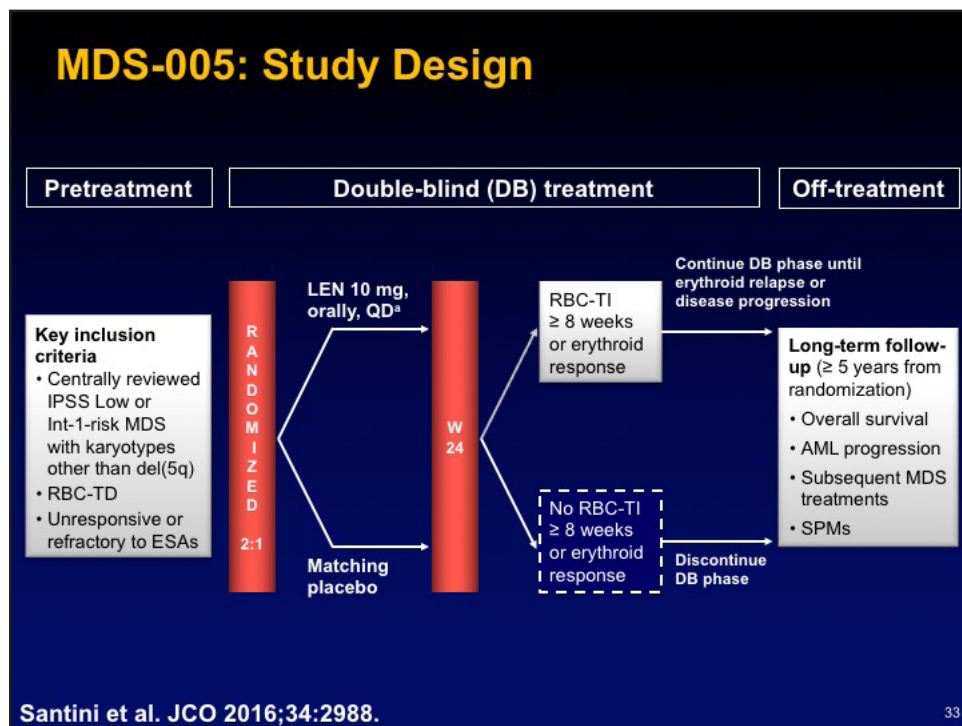 MDS-005: Study Design
Pretreatment
Double-blind (DB) treatment
Off-treatment
Key inclusion
criteria
• Centrally reviewed
IPSS Low or
Int-1-risk MDS
with karyotypes
other than del(5q)
• RBC-TD
• Unresponsive or
refractory to ESAs
RANDOMIZED
2:1
LEN 10 mg,
orally, QDᵃ
Matching
placebo
W
24
RBC-TI
≥ 8 weeks
or erythroid
response
No RBC-TI
≥ 8 weeks
or erythroid
response
Continue DB phase until
erythroid relapse or
disease progression
Discontinue
DB phase
Long-term follow-
up (≥ 5 years from
randomization)
• Overall survival
• AML progression
• Subsequent MDS
treatments
• SPMs
Santini et al. JCO 2016;34:2988.
33